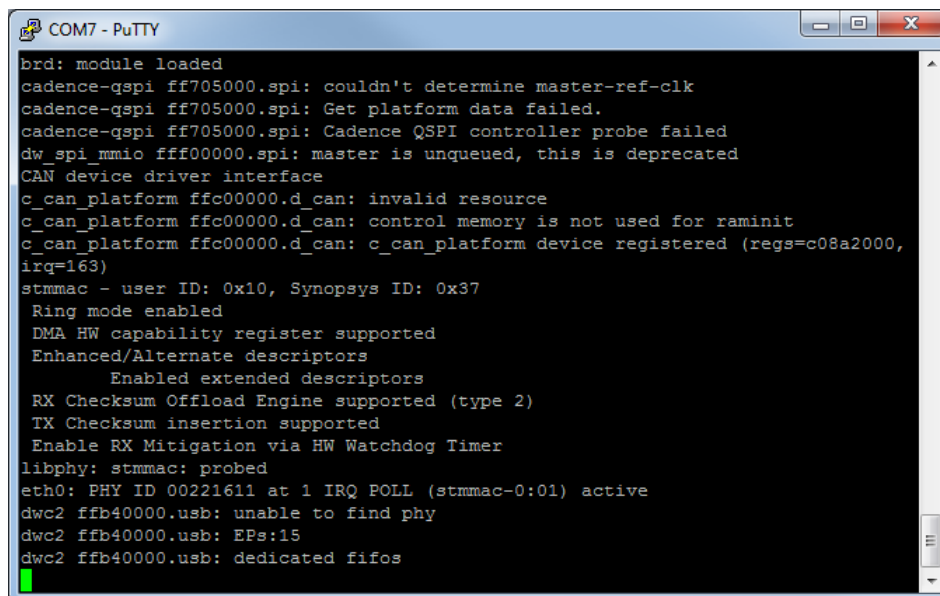 COM7 - PuTTY
brd: module loaded
cadence-qspi ff705000.spi: couldn't determine master-ref-clk
cadence-qspi ff705000.spi: Get platform data failed.
cadence-qspi ff705000.spi: Cadence QSPI controller probe failed
dw_spi_mmio fff00000.spi: master is unqueued, this is deprecated
CAN device driver interface
c_can_platform ffc00000.d_can: invalid resource
c_can_platform ffc00000.d_can: control memory is not used for raminit
c_can_platform ffc00000.d_can: c_can_platform device registered (regs=c08a2000,
irq=163)
stmmac - user ID: 0x10, Synopsys ID: 0x37
 Ring mode enabled
 DMA HW capability register supported
 Enhanced/Alternate descriptors
        Enabled extended descriptors
 RX Checksum Offload Engine supported (type 2)
 TX Checksum insertion supported
 Enable RX Mitigation via HW Watchdog Timer
libphy: stmmac: probed
eth0: PHY ID 00221611 at 1 IRQ POLL (stmmac-0:01) active
dwc2 ffb40000.usb: unable to find phy
dwc2 ffb40000.usb: EPs:15
dwc2 ffb40000.usb: dedicated fifos